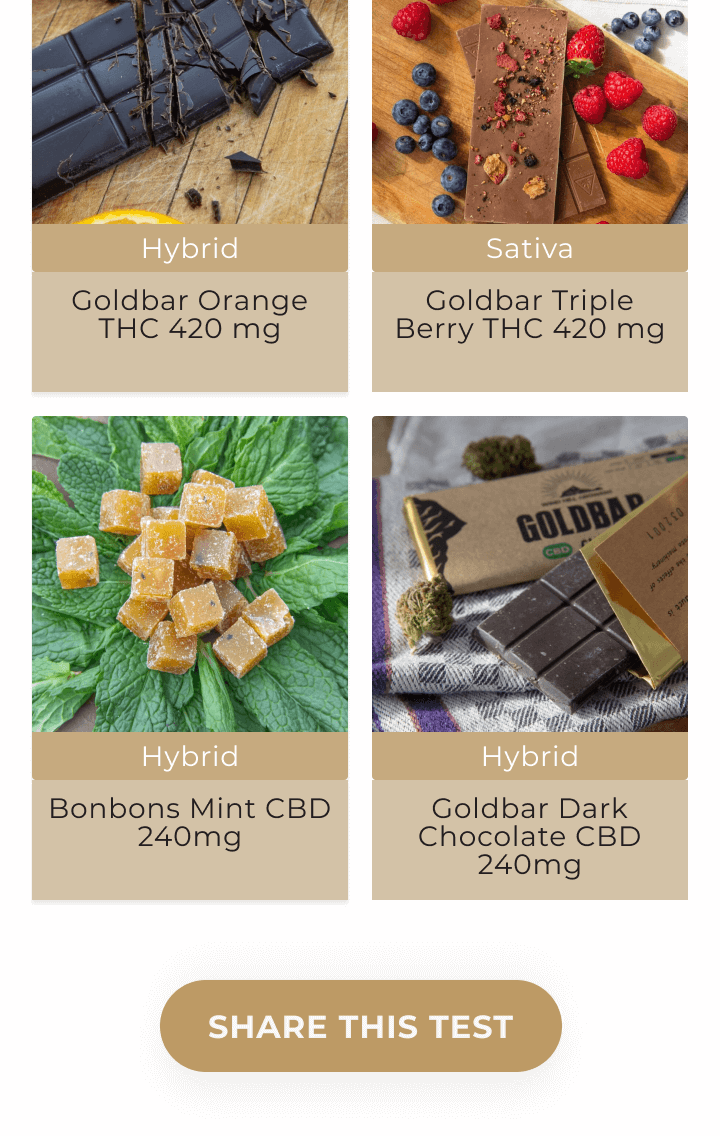 Hybrid
Goldbar Orange
THC 420 mg
Sativa
Goldbar Triple
Berry THC 420 mg
GOLDBAR
CBD
Hybrid
Bonbons Mint CBD
240mg
Hybrid
Goldbar Dark
Chocolate CBD
240mg
SHARE THIS TEST